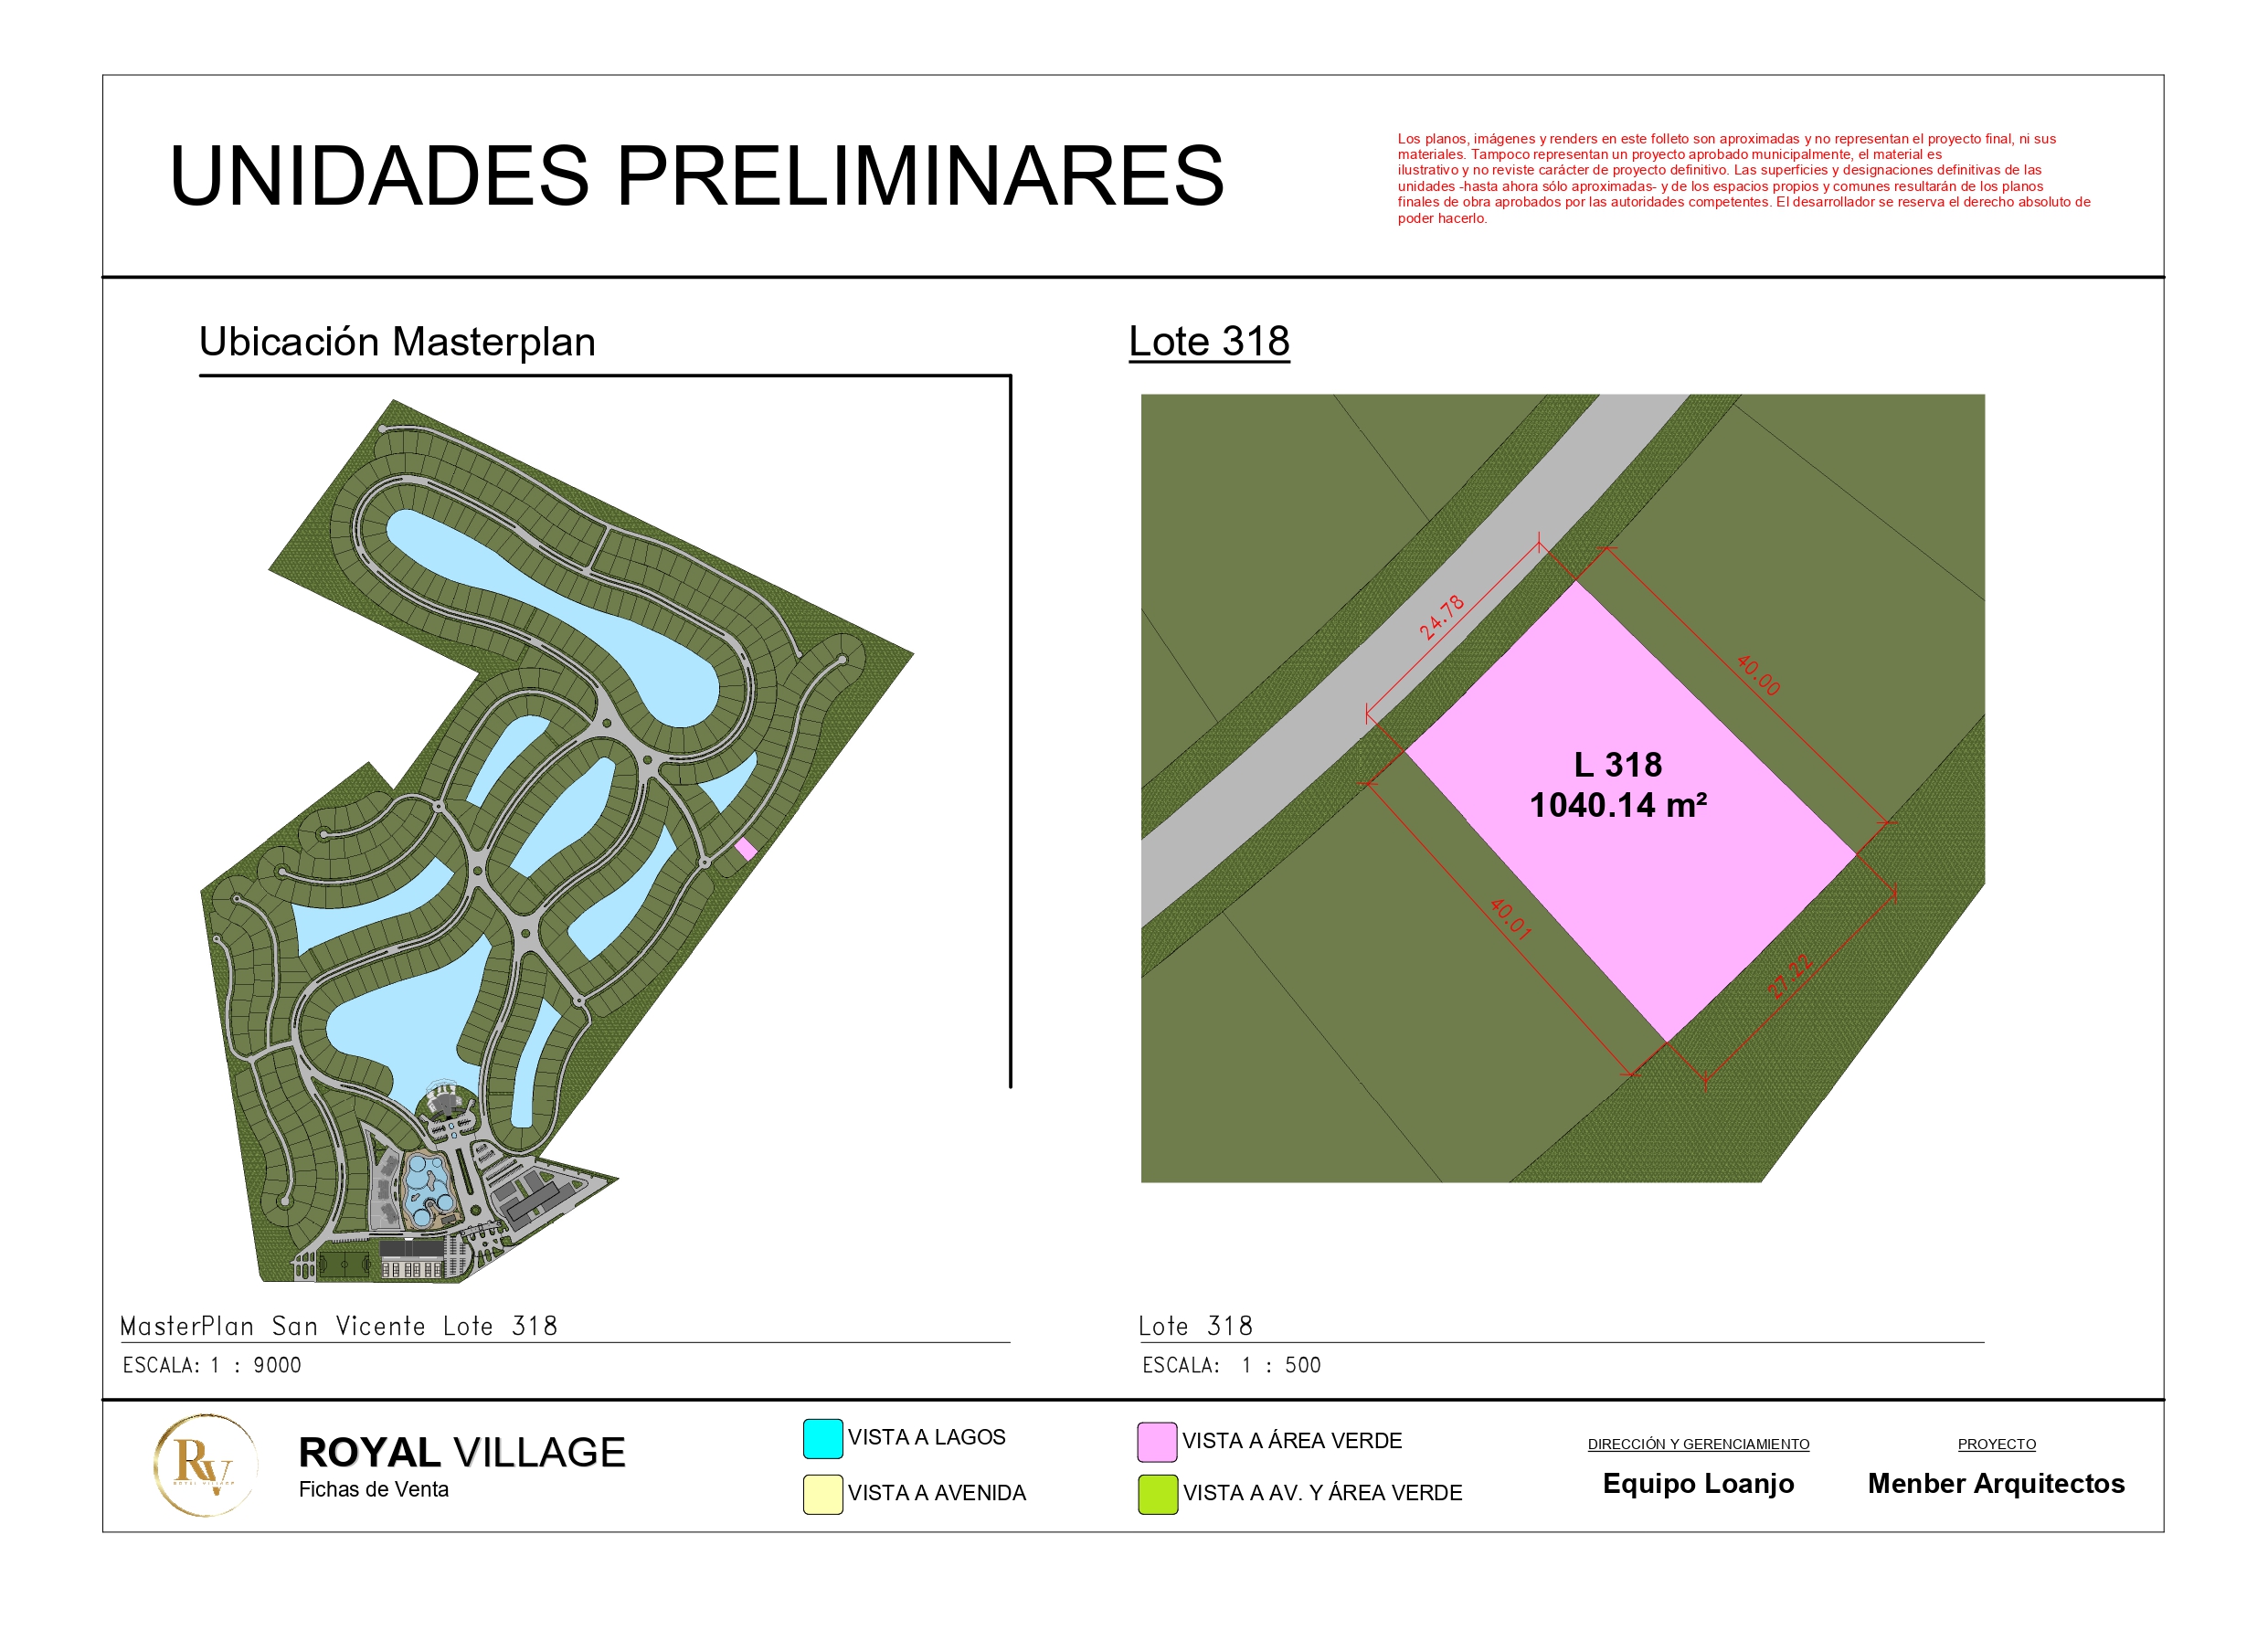 UNIDADES PRELIMINARES
Los planos, imágenes y renders en este folleto son aproximadas y no representan el proyecto final, ni sus
materiales. Tampoco representan un proyecto aprobado municipalmente, el material es
ilustrativo y no reviste carácter de proyecto definitivo. Las superficies y designaciones definitivas de las
unidades -hasta ahora sólo aproximadas- y de los espacios propios y comunes resultarán de los planos
finales de obra aprobados por las autoridades competentes. El desarrollador se reserva el derecho absoluto de
poder hacerlo.
Ubicación Masterplan
Lote 318
24.78
40.00
L 318
1040.14 m²
40.01
27.22
MasterPlan San Vicente Lote 318
ESCALA: 1 : 9000
Lote 318
ESCALA: 1 : 500
RV
ROYAL VILLAGE
ROYAL VILLAGE
Fichas de Venta
VISTA A LAGOS
VISTA A AVENIDA
VISTA A ÁREA VERDE
VISTA A AV. Y ÁREA VERDE
DIRECCIÓN Y GERENCIAMIENTO
Equipo Loanjo
PROYECTO
Menber Arquitectos